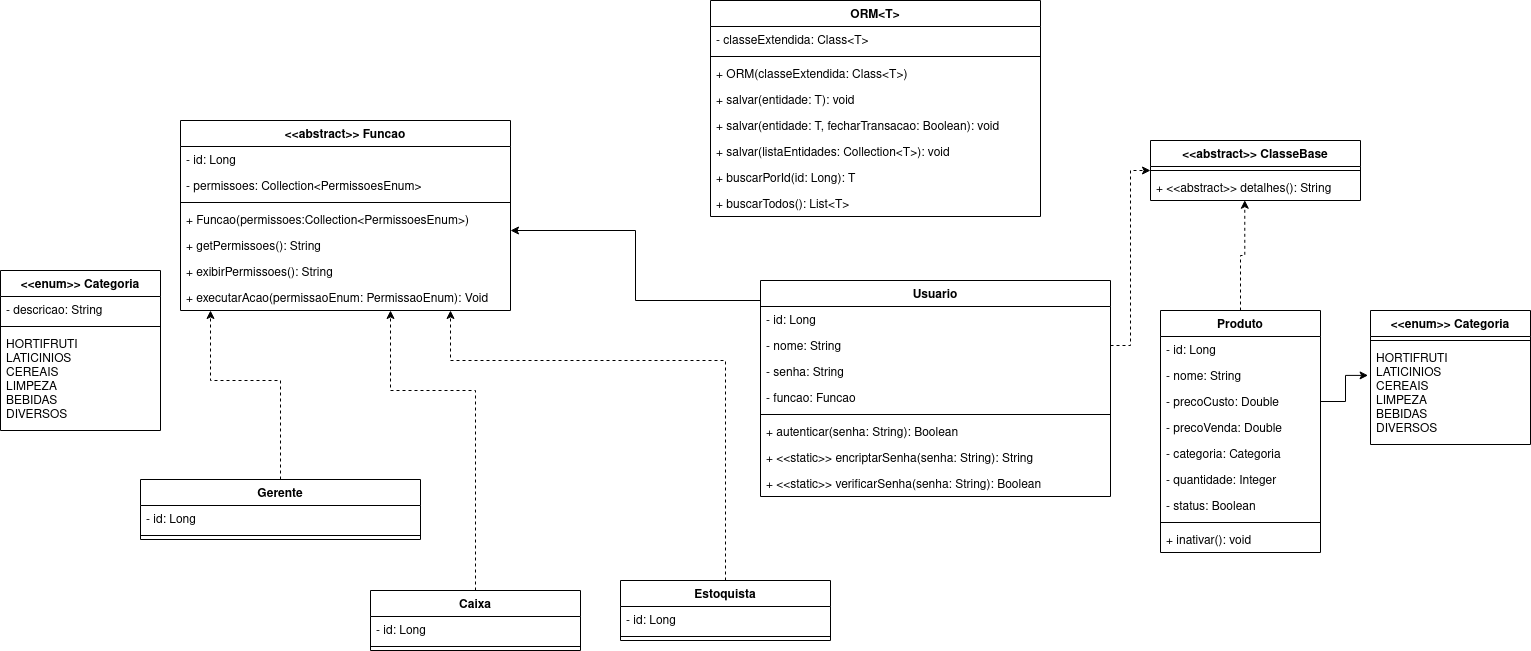 ORM<T>
- classeExtendida: Class<T>
+ ORM(classeExtendida: Class<T>)
+ salvar(entidade: T): void
+ salvar(entidade: T, fecharTransacao: Boolean): void
+ salvar(listaEntidades: Collection<T>): void
+ buscarPorId(id: Long): T
+ buscarTodos(): List<T>
<<abstract>> Funcao
- id: Long
- permissoes: Collection<PermissoesEnum>
+ Funcao(permissoes:Collection<PermissoesEnum>)
+ getPermissoes(): String
+ exibirPermissoes(): String
+ executarAcao(permissaoEnum: PermissaoEnum): Void
<<abstract>> ClasseBase
+ <<abstract>> detalhes(): String
<<enum>> Categoria
- descricao: String
HORTIFRUTI
LATICINIOS
CEREAIS
LIMPEZA
BEBIDAS
DIVERSOS
Usuario
- id: Long
- nome: String
- senha: String
- funcao: Funcao
+ autenticar(senha: String): Boolean
+ <<static>> encriptarSenha(senha: String): String
+ <<static>> verificarSenha(senha: String): Boolean
Produto
- id: Long
- nome: String
- precoCusto: Double
- precoVenda: Double
- categoria: Categoria
- quantidade: Integer
- status: Boolean
+ inativar(): void
<<enum>> Categoria
HORTIFRUTI
LATICINIOS
CEREAIS
LIMPEZA
BEBIDAS
DIVERSOS
Gerente
- id: Long
Caixa
- id: Long
Estoquista
- id: Long